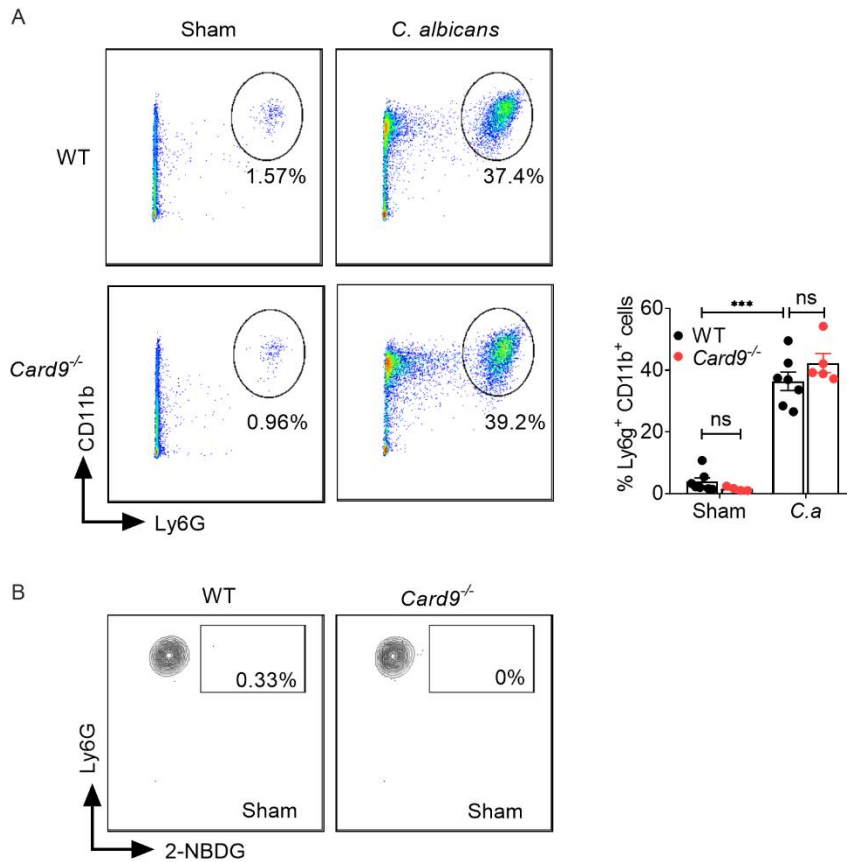 A
Sham
C. albicans
WT
1.57%
37.4%
Card9-/-
0.96%
39.2%
CD11b
Ly6G
% Ly6g+ CD11b+ cells
60
40
20
0
***
ns
ns
WT
Card9-/-
Sham
C.a
B
WT
Card9-/-
0.33%
0%
Sham
Sham
Ly6G
2-NBDG